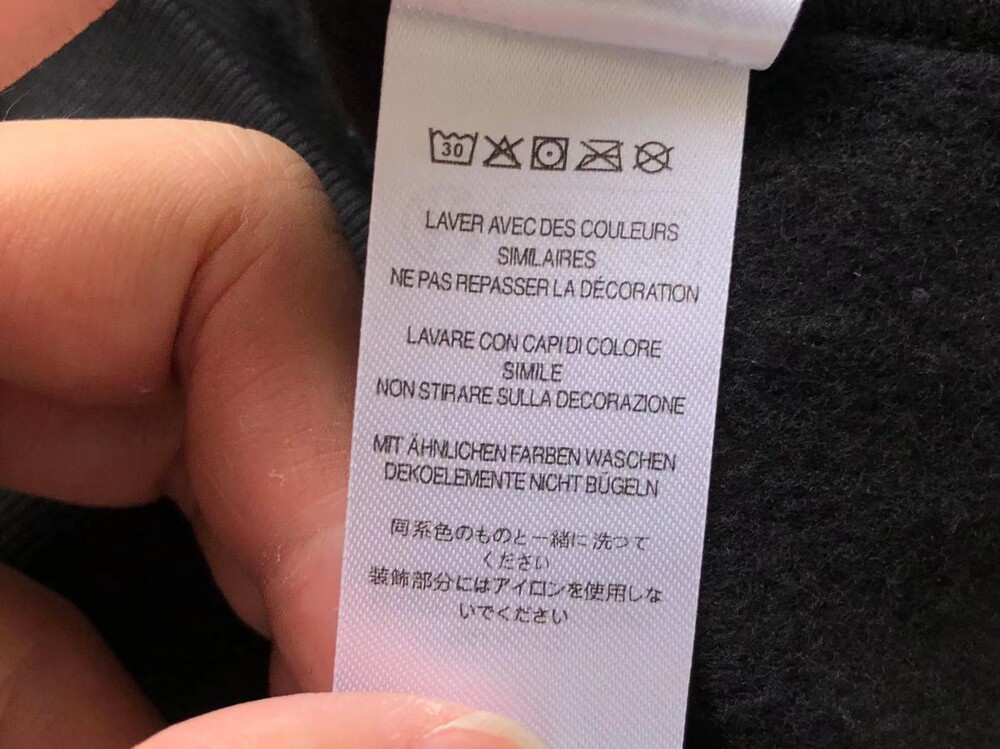 30
LAVER AVEC DES COULEURS
SIMILAIRES
NE PAS REPASSER LA DÉCORATION
LAVARE CON CAPI DI COLORE
SIMILE
NON STIRARE SULLA DECORAZIONE
MIT ÄHNLICHEN FARBEN WASCHEN
DEKOELEMENTE NICHT BÜGELN
同系色のものと一緒に洗って
ください
装飾部分にはアイロンを使用しな
いでください